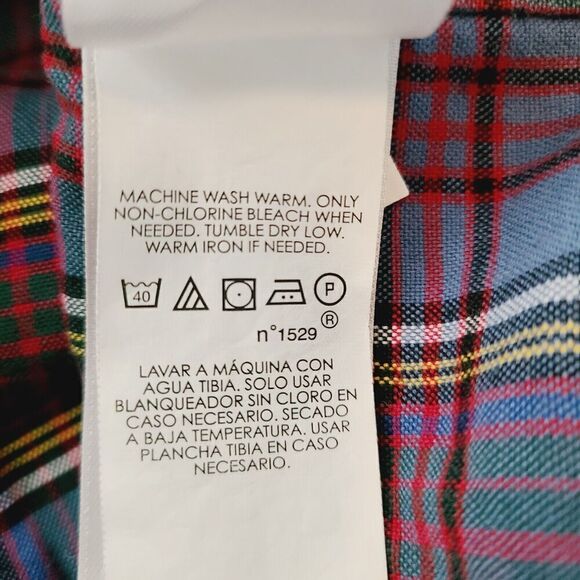 MACHINE WASH WARM. ONLY
NON-CHLORINE BLEACH WHEN
NEEDED. TUMBLE DRY LOW.
WARM IRON IF NEEDED.
40 P
n°1529 ®
LAVAR A MÁQUINA CON
AGUA TIBIA. SOLO USAR
BLANQUEADOR SIN CLORO EN
CASO NECESARIO. SECADO
A BAJA TEMPERATURA. USAR
PLANCHA TIBIA EN CASO
NECESARIO.